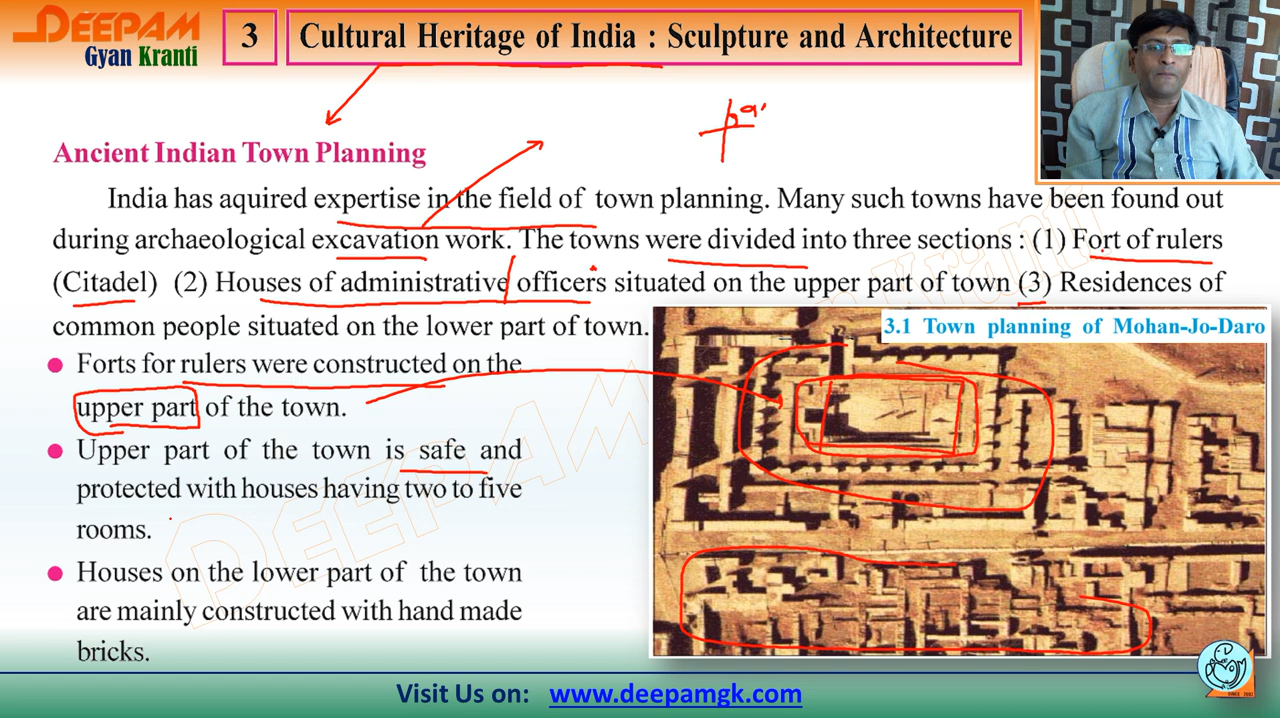 DEEPAM
Gyan Kranti
3
Cultural Heritage of India : Sculpture and Architecture
Ancient Indian Town Planning
India has aquired expertise in the field of town planning. Many such towns have been found out
during archaeological excavation work. The towns were divided into three sections : (1) Fort of rulers
(Citadel) (2) Houses of administrative officers situated on the upper part of town (3) Residences of
common people situated on the lower part of town.
3.1 Town planning of Mohan-Jo-Daro
Forts for rulers were constructed on the
upper part of the town.
Upper part of the town is safe and
protected with houses having two to five
rooms.
Houses on the lower part of the town
are mainly constructed with hand made
bricks.
Visit Us on: www.deepamgk.com